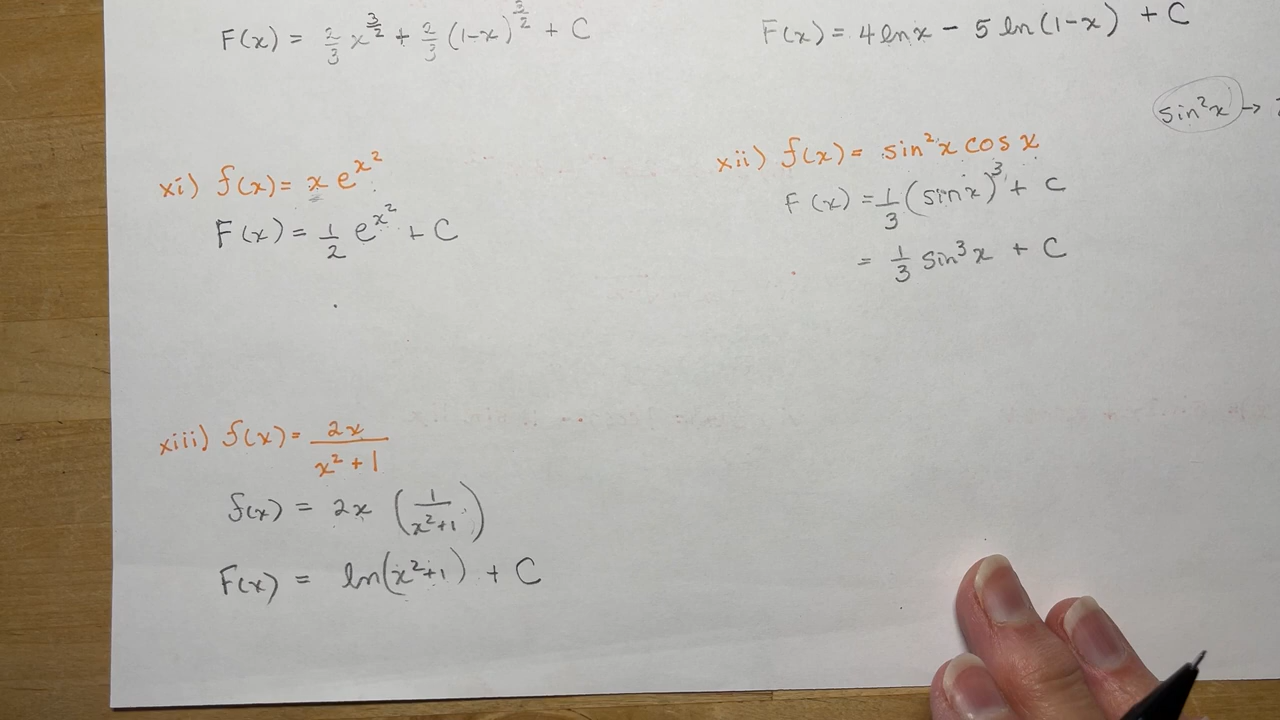 F(x) = 2/3 x^(3/2) + 2/3 (1-x)^(3/2) + C
F(x) = 4 ln x - 5 ln (1-x) + C
sin²x →
xi) f(x) = x e^(x²)
F(x) = 1/2 e^(x²) + C
xii) f(x) = sin²x cos x
F(x) = 1/3 (sin x)³ + C
= 1/3 sin³x + C
xiii) f(x) = 2x/(x² + 1)
f(x) = 2x (1/(x²+1))
F(x) = ln(x²+1) + C